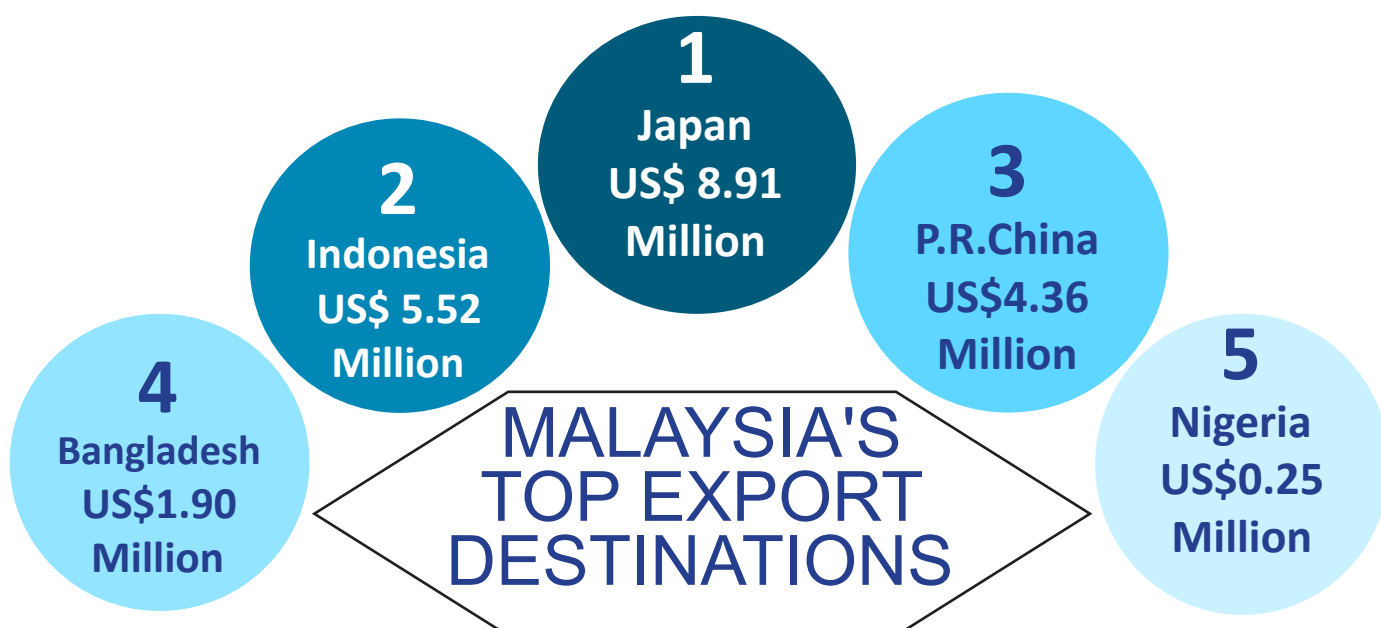 1
Japan
US$ 8.91
Million
2
Indonesia
US$ 5.52
Million
3
P.R.China
US$4.36
Million
4
Bangladesh
US$1.90
Million
5
Nigeria
US$0.25
Million
MALAYSIA'S
TOP EXPORT
DESTINATIONS